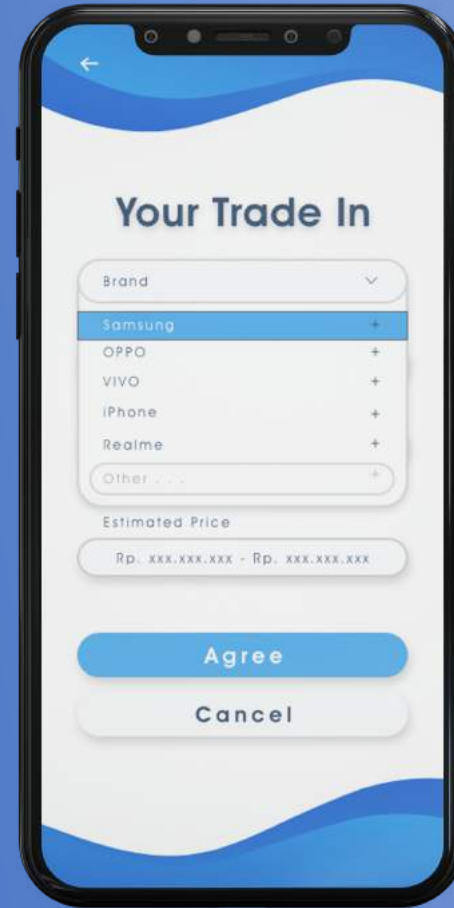 Your Trade In
Brand
Samsung +
OPPO +
VIVO +
iPhone +
Realme +
Other . . . +
Estimated Price
Rp. xxx.xxx.xxx - Rp. xxx.xxx.xxx
Agree
Cancel